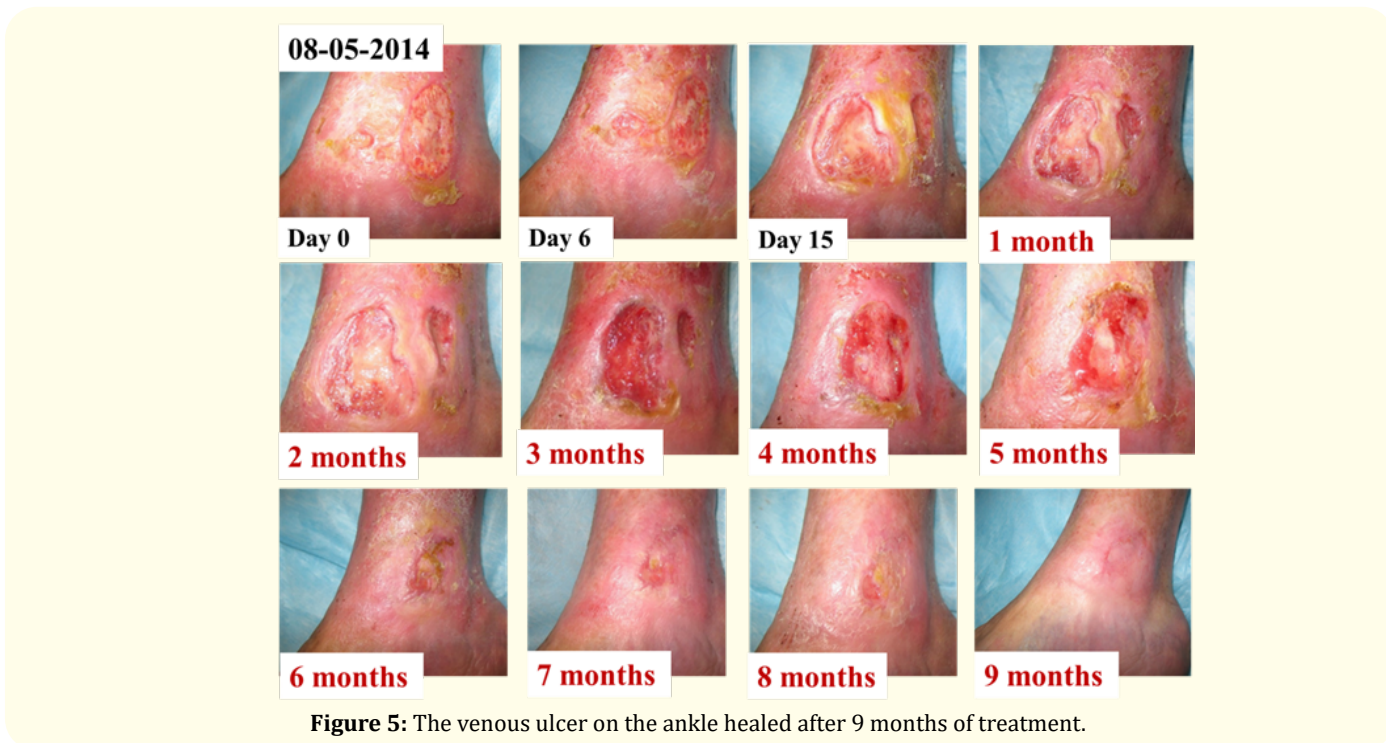 08-05-2014
Day 0
Day 6
Day 15
1 month
2 months
3 months
4 months
5 months
6 months
7 months
8 months
9 months
Figure 5: The venous ulcer on the ankle healed after 9 months of treatment.